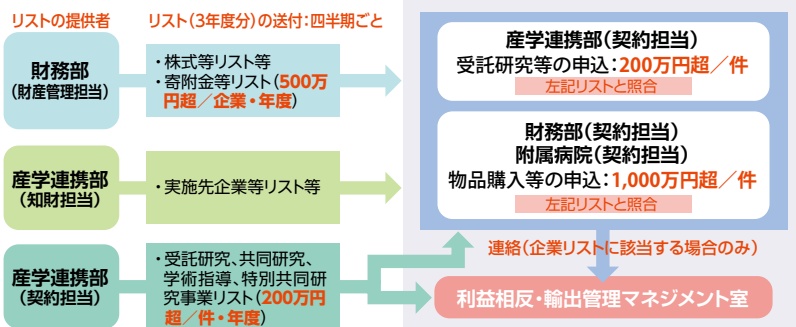 リストの提供者
リスト(3年度分)の送付:四半期ごと
財務部
(財産管理担当)
・株式等リスト等
・寄附金等リスト(500万
円超/企業・年度)
産学連携部
(知財担当)
・実施先企業等リスト等
産学連携部
(契約担当)
・受託研究、共同研究、
学術指導、特別共同研
究事業リスト(200万円
超/件・年度)
産学連携部(契約担当)
受託研究等の申込:200万円超/件
左記リストと照合
財務部(契約担当)
附属病院(契約担当)
物品購入等の申込:1,000万円超/件
左記リストと照合
連絡(企業リストに該当する場合のみ)
利益相反・輸出管理マネジメント室